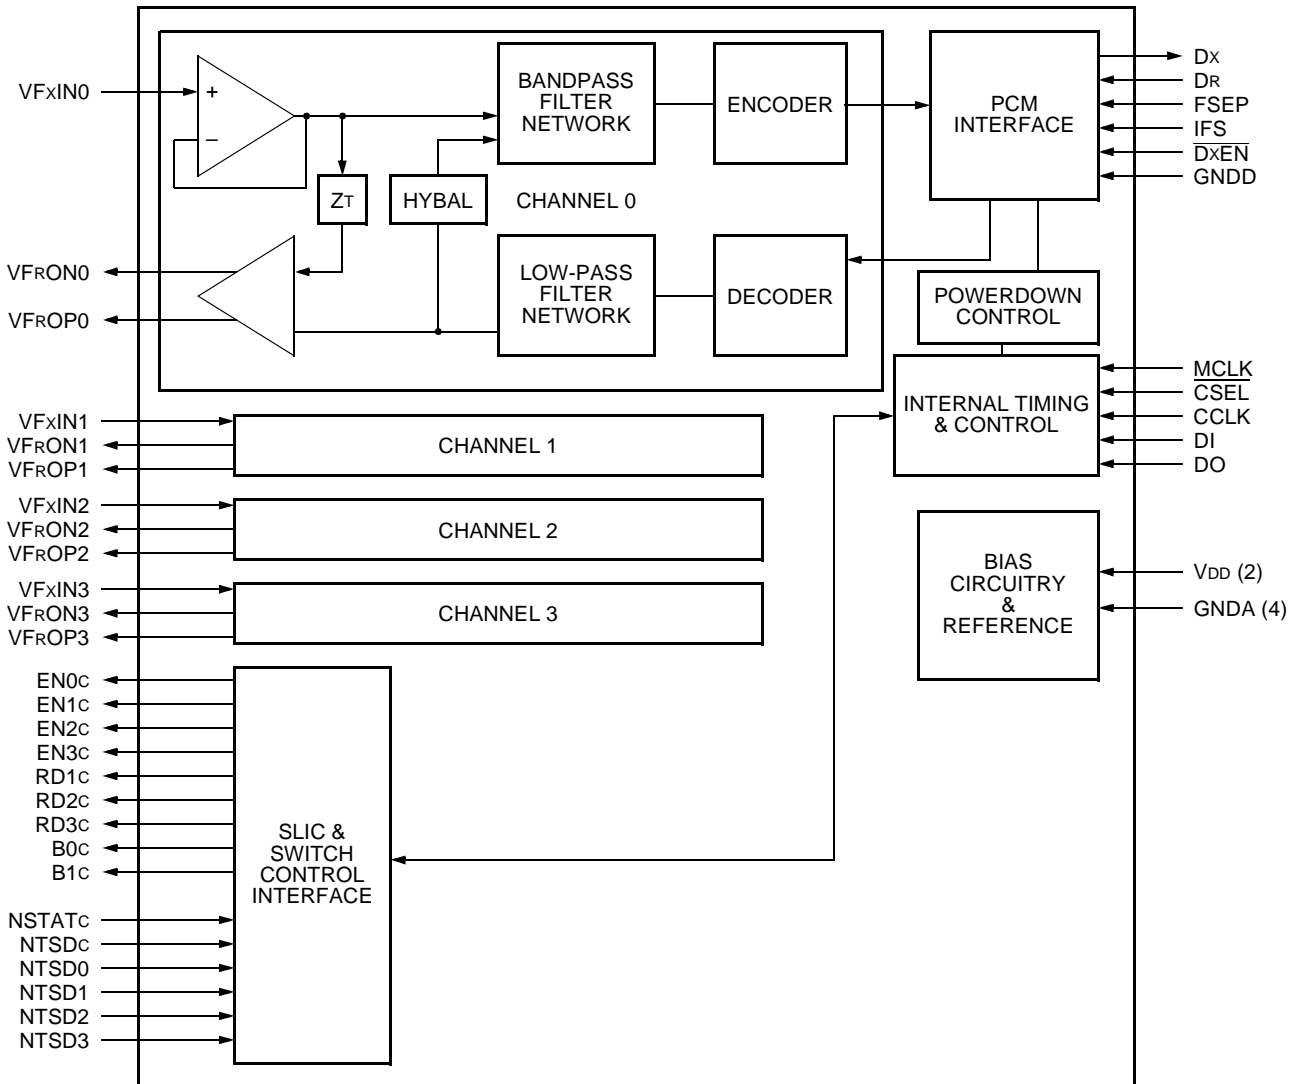 VFXIN0
+
–
ZT
HYBAL
CHANNEL 0
BANDPASS
FILTER
NETWORK
ENCODER
PCM
INTERFACE
DX
DR
FSEP
IFS
DXEN
GNDD
VFRON0
VFROP0
LOW-PASS
FILTER
NETWORK
DECODER
POWERDOWN
CONTROL
INTERNAL TIMING
& CONTROL
MCLK
CSEL
CCLK
DI
DO
VFXIN1
VFRON1
VFROP1
CHANNEL 1
VFXIN2
VFRON2
VFROP2
CHANNEL 2
VFXIN3
VFRON3
VFROP3
CHANNEL 3
BIAS
CIRCUITRY
&
REFERENCE
VDD (2)
GNDA (4)
EN0C
EN1C
EN2C
EN3C
RD1C
RD2C
RD3C
B0C
B1C
NSTATC
NTSDC
NTSD0
NTSD1
NTSD2
NTSD3
SLIC &
SWITCH
CONTROL
INTERFACE